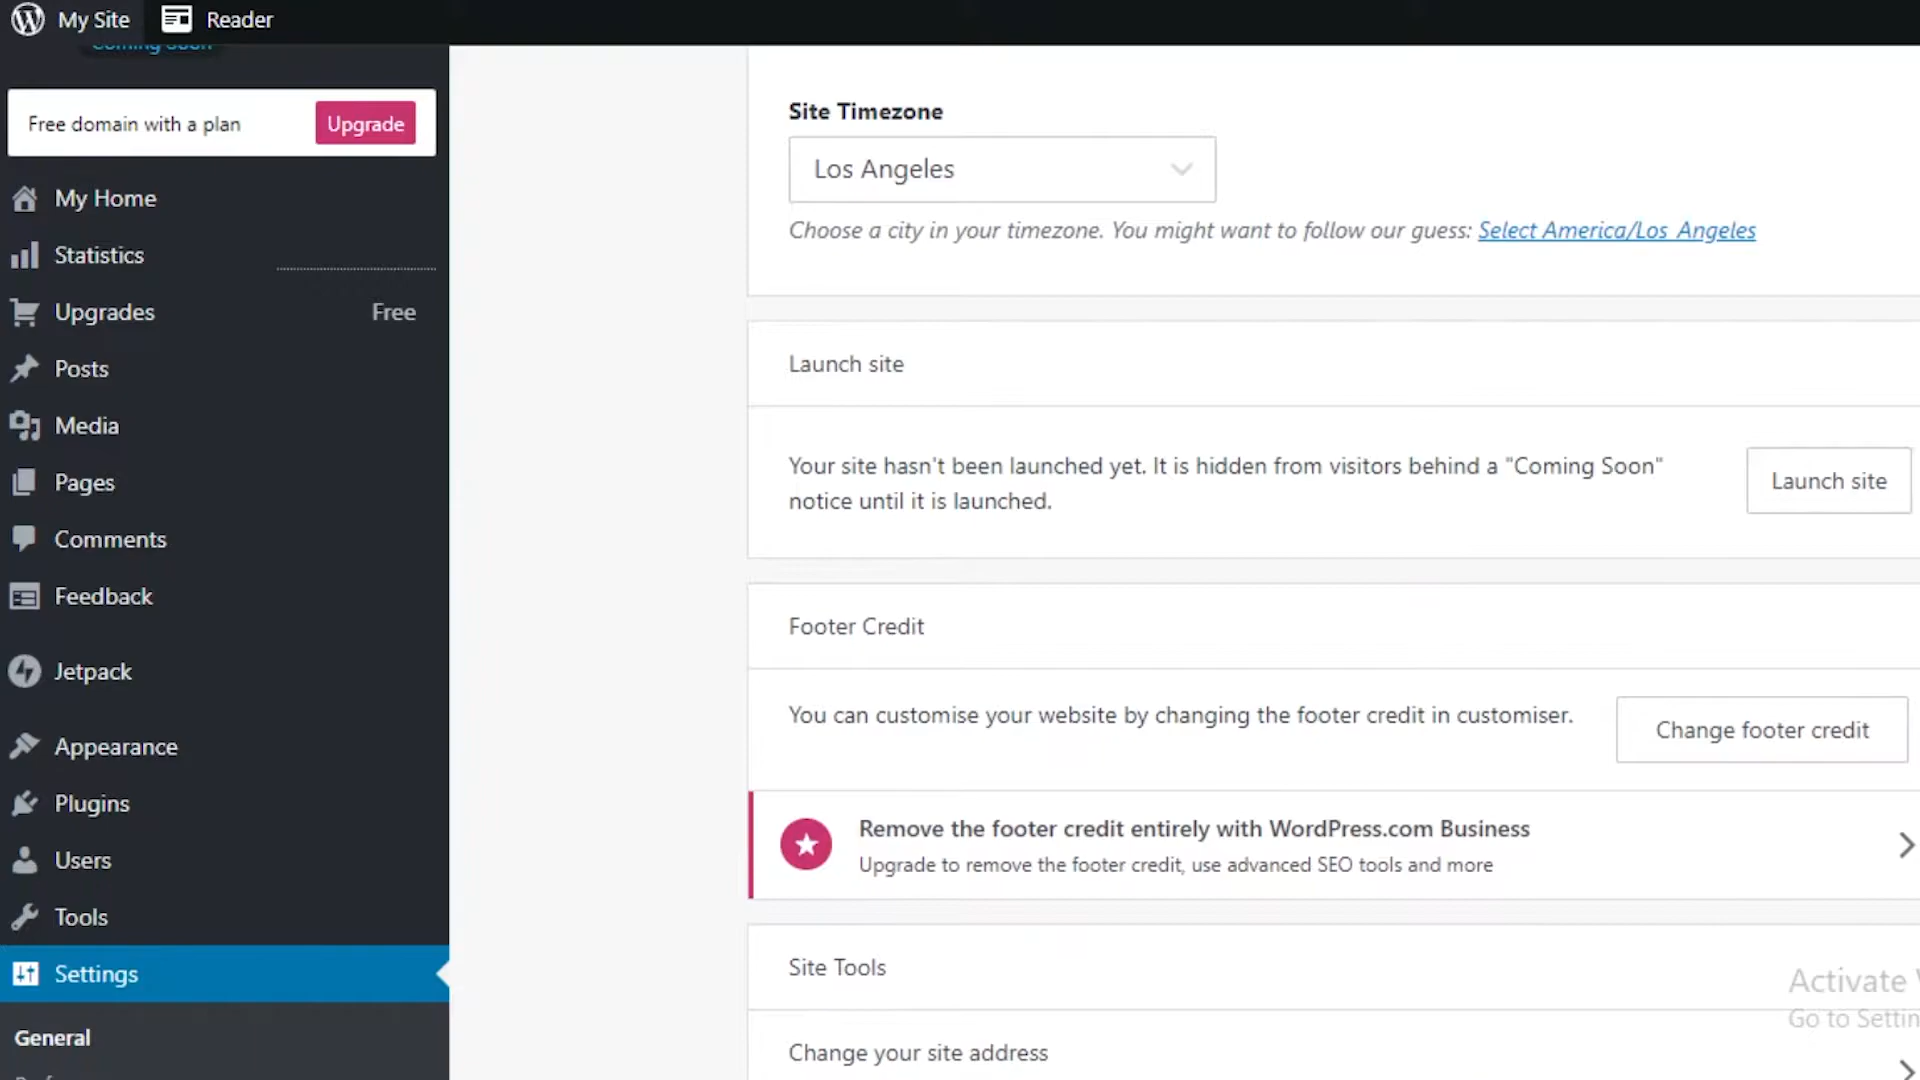 My Site
Reader
Coming Soon
Free domain with a plan
Upgrade
My Home
Statistics
Upgrades
Free
Posts
Media
Pages
Comments
Feedback
Jetpack
Appearance
Plugins
Users
Tools
Settings
General
Site Timezone
Los Angeles
Choose a city in your timezone. You might want to follow our guess: Select America/Los Angeles
Launch site
Your site hasn't been launched yet. It is hidden from visitors behind a "Coming Soon"
notice until it is launched.
Launch site
Footer Credit
You can customise your website by changing the footer credit in customiser.
Change footer credit
Remove the footer credit entirely with WordPress.com Business
Upgrade to remove the footer credit, use advanced SEO tools and more
Site Tools
Change your site address
Activate
Go to Settin